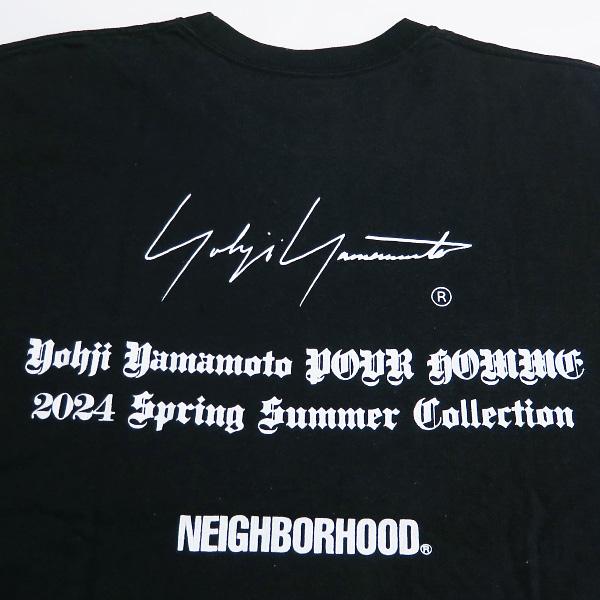 Yohji Yamamoto
®
Yohji Yamamoto POUR HOMME
2024 Spring Summer Collection
NEIGHBORHOOD®